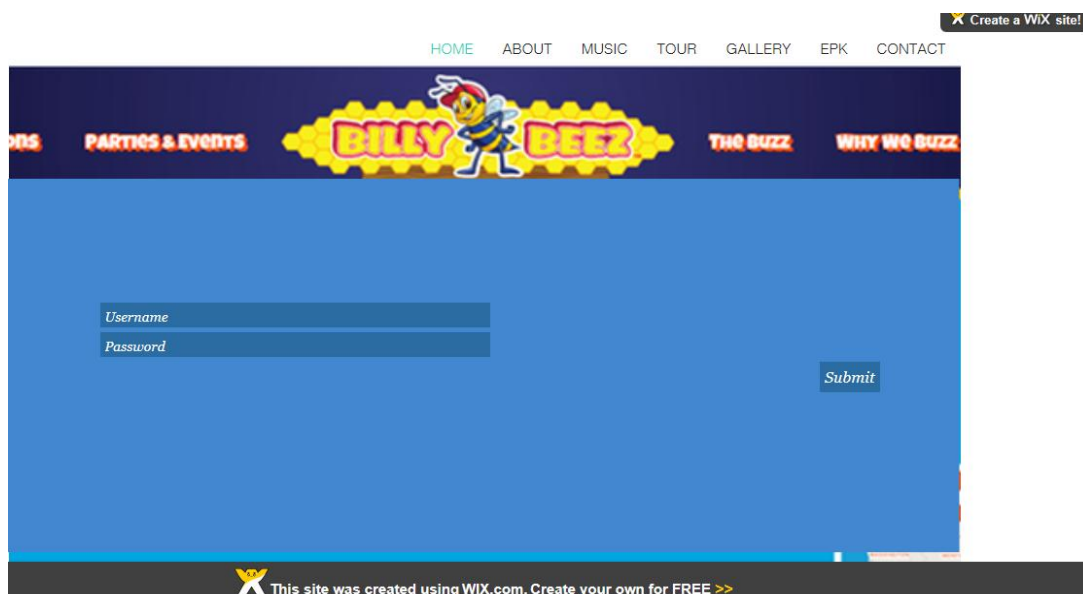 Create a WiX site!
HOME ABOUT MUSIC TOUR GALLERY EPK CONTACT
PARTIES & EVENTS BILLY BEEZ THE BUZZ WHY WE BUZZ
Username
Password
Submit
This site was created using WIX.com. Create your own for FREE >>